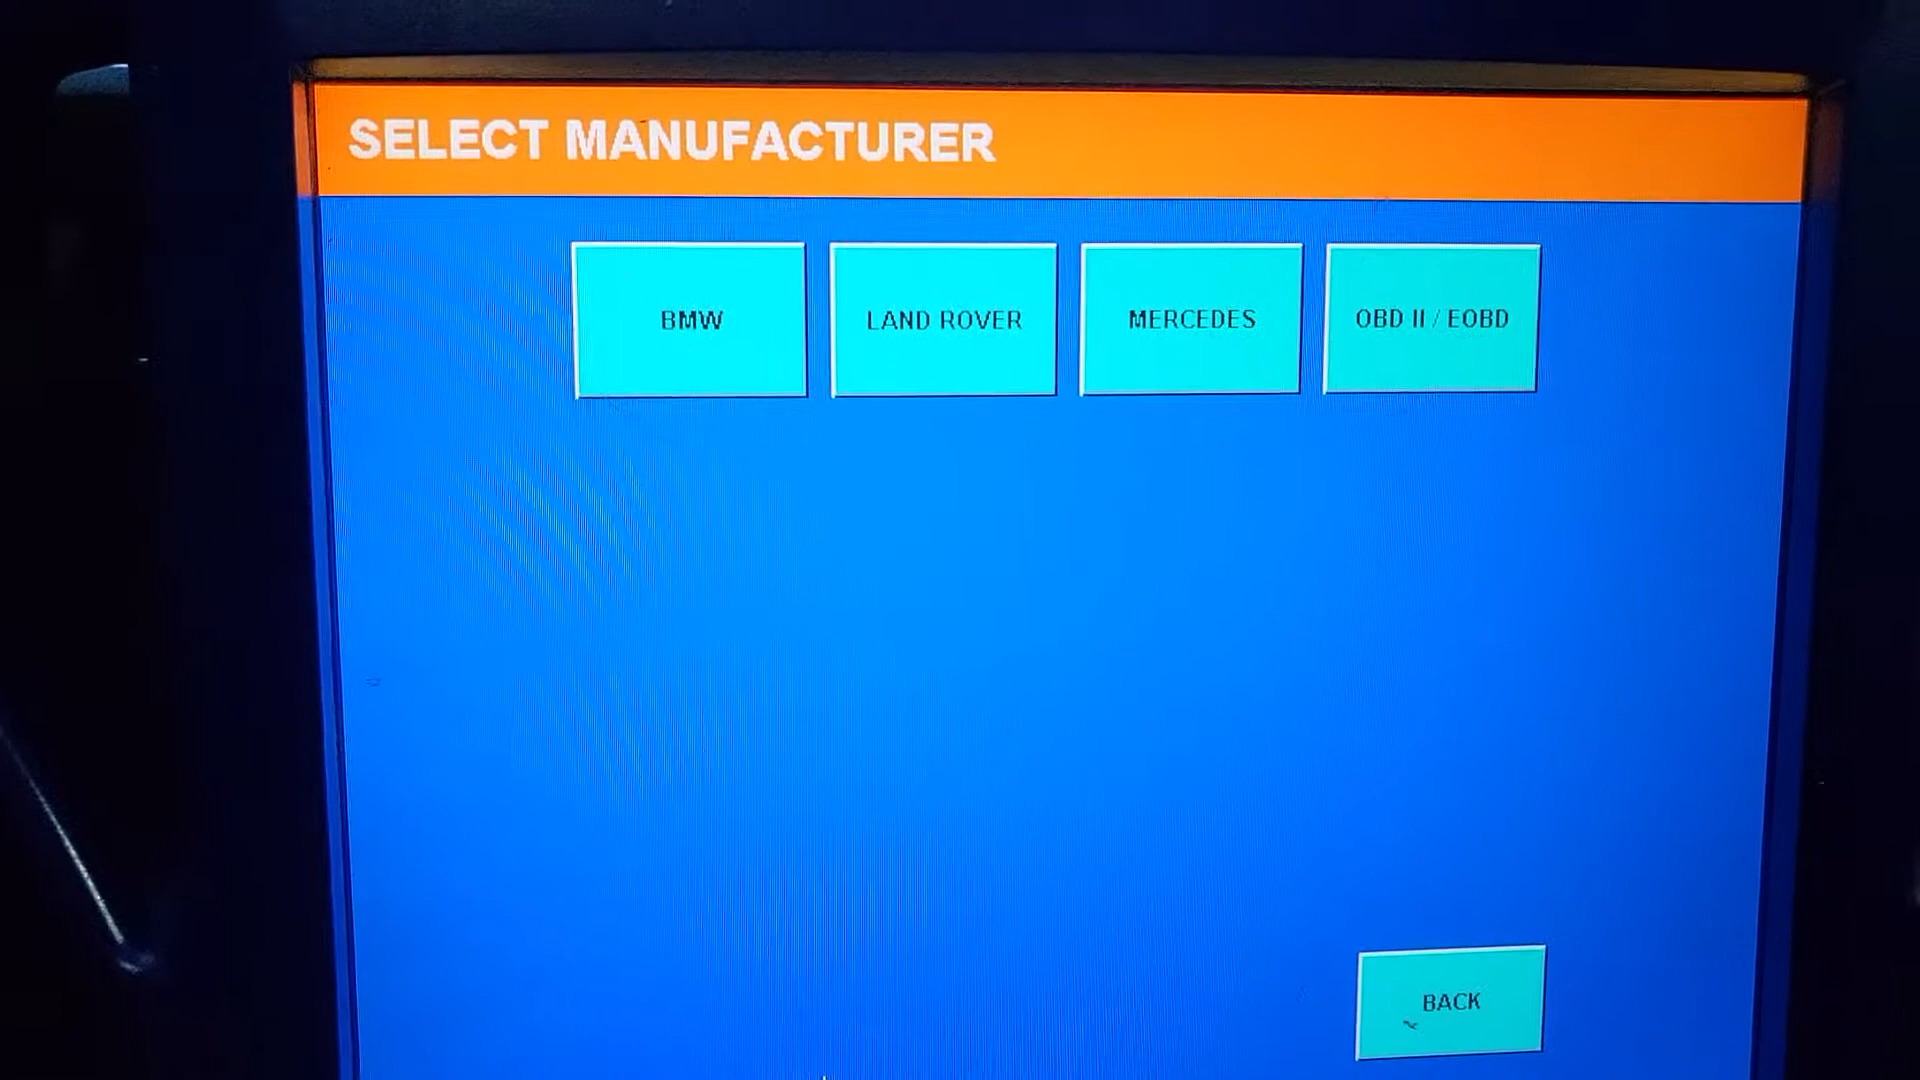 SELECT MANUFACTURER
BMW
LAND ROVER
MERCEDES
OBD II / EOBD
BACK